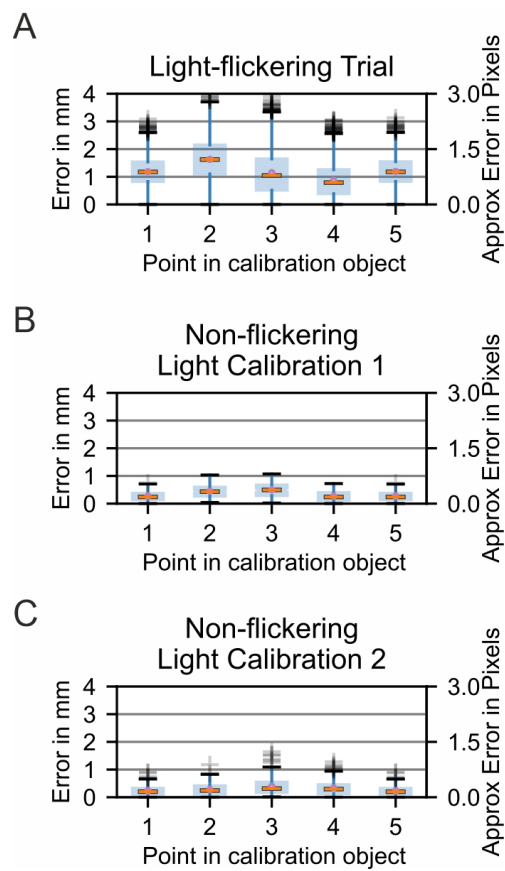 A
Light-flickering Trial
Error in mm
4
3
2
1
0
Approx Error in Pixels
3.0
1.5
0.0
1 2 3 4 5
Point in calibration object
B
Non-flickering
Light Calibration 1
Error in mm
4
3
2
1
0
Approx Error in Pixels
3.0
1.5
0.0
1 2 3 4 5
Point in calibration object
C
Non-flickering
Light Calibration 2
Error in mm
4
3
2
1
0
Approx Error in Pixels
3.0
1.5
0.0
1 2 3 4 5
Point in calibration object